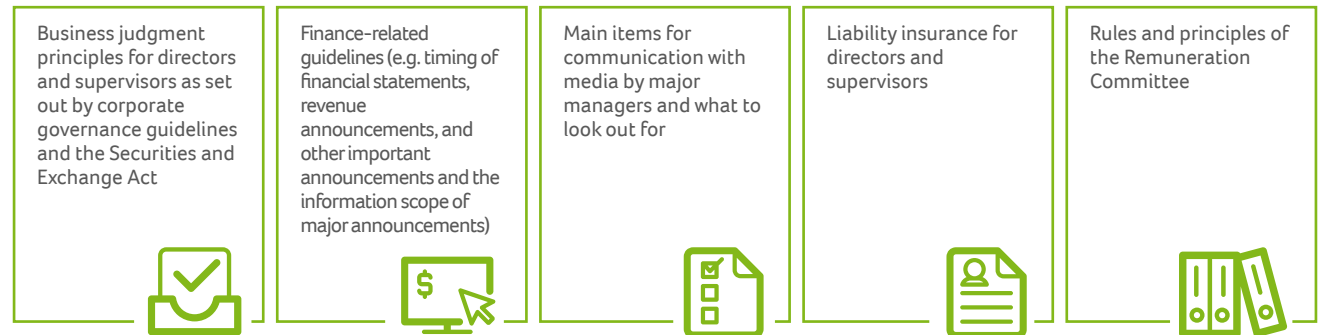 Business judgment
principles for directors
and supervisors as set
out by corporate
governance guidelines
and the Securities and
Exchange Act
Finance-related
guidelines (e.g. timing of
financial statements,
revenue
announcements, and
other important
announcements and the
information scope of
major announcements)
$
Main items for
communication with
media by major
managers and what to
look out for
Liability insurance for
directors and
supervisors
Rules and principles of
the Remuneration
Committee